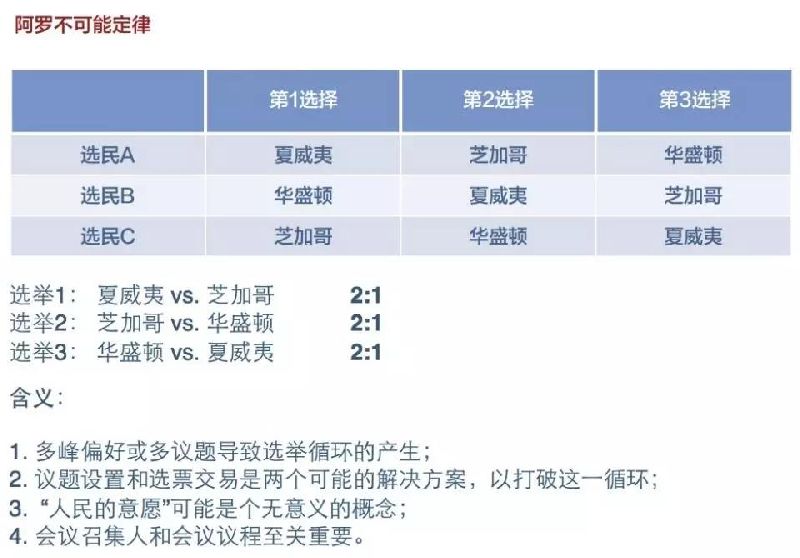 阿罗不可能定律
第1选择 第2选择 第3选择
选民A 夏威夷 芝加哥 华盛顿
选民B 华盛顿 夏威夷 芝加哥
选民C 芝加哥 华盛顿 夏威夷
选举1： 夏威夷 vs. 芝加哥 2:1
选举2： 芝加哥 vs. 华盛顿 2:1
选举3： 华盛顿 vs. 夏威夷 2:1
含义：
1. 多峰偏好或多议题导致选举循环的产生；
2. 议题设置和选票交易是两个可能的解决方案，以打破这一循环；
3. “人民的意愿”可能是个无意义的概念；
4. 会议召集人和会议议程至关重要。